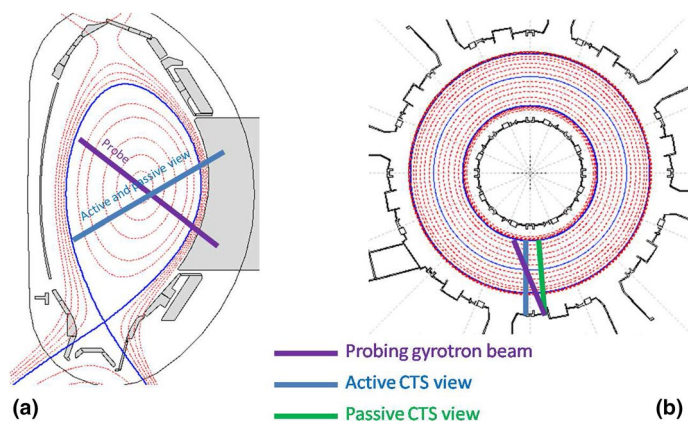 Probe
Active and passive view
Probing gyrotron beam
Active CTS view
Passive CTS view
(a)
(b)